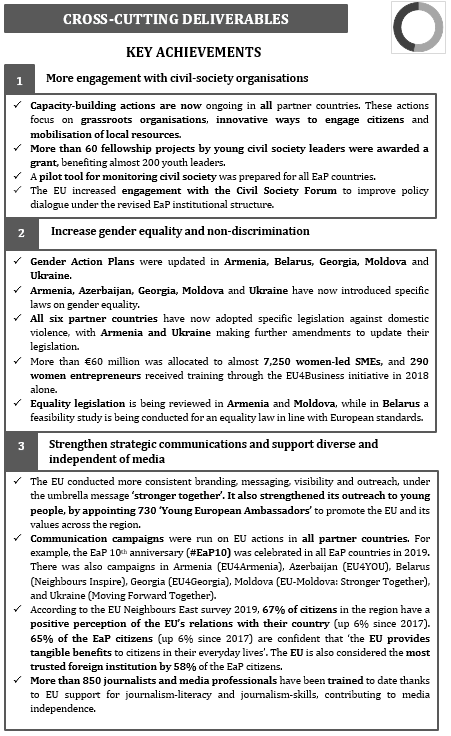 CROSS-CUTTING DELIVERABLES
KEY ACHIEVEMENTS
1 More engagement with civil-society organisations
✓ Capacity-building actions are now ongoing in all partner countries. These actions
focus on grassroots organisations, innovative ways to engage citizens and
mobilisation of local resources.
✓ More than 60 fellowship projects by young civil society leaders were awarded a
grant, benefiting almost 200 youth leaders.
✓ A pilot tool for monitoring civil society was prepared for all EaP countries.
✓ The EU increased engagement with the Civil Society Forum to improve policy
dialogue under the revised EaP institutional structure.
2 Increase gender equality and non-discrimination
✓ Gender Action Plans were updated in Armenia, Belarus, Georgia, Moldova and
Ukraine.
✓ Armenia, Azerbaijan, Georgia, Moldova and Ukraine have now introduced specific
laws on gender equality.
✓ All six partner countries have now adopted specific legislation against domestic
violence, with Armenia and Ukraine making further amendments to update their
legislation.
✓ More than €60 million was allocated to almost 7,250 women-led SMEs, and 290
women entrepreneurs received training through the EU4Business initiative in 2018
alone.
✓ Equality legislation is being reviewed in Armenia and Moldova, while in Belarus a
feasibility study is being conducted for an equality law in line with European standards.
3 Strengthen strategic communications and support diverse and
independent of media
✓ The EU conducted more consistent branding, messaging, visibility and outreach, under
the umbrella message ‘stronger together’. It also strengthened its outreach to young
people, by appointing 730 ‘Young European Ambassadors’ to promote the EU and its
values across the region.
✓ Communication campaigns were run on EU actions in all partner countries. For
example, the EaP 10th anniversary (#EaP10) was celebrated in all EaP countries in 2019.
There was also campaigns in Armenia (EU4Armenia), Azerbaijan (EU4YOU), Belarus
(Neighbours Inspire), Georgia (EU4Georgia), Moldova (EU-Moldova: Stronger Together),
and Ukraine (Moving Forward Together).
✓ According to the EU Neighbours East survey 2019, 67% of citizens in the region have a
positive perception of the EU’s relations with their country (up 6% since 2017).
65% of the EaP citizens (up 6% since 2017) are confident that ‘the EU provides
tangible benefits to citizens in their everyday lives’. The EU is also considered the most
trusted foreign institution by 58% of the EaP citizens.
✓ More than 850 journalists and media professionals have been trained to date thanks
to EU support for journalism-literacy and journalism-skills, contributing to media
independence.